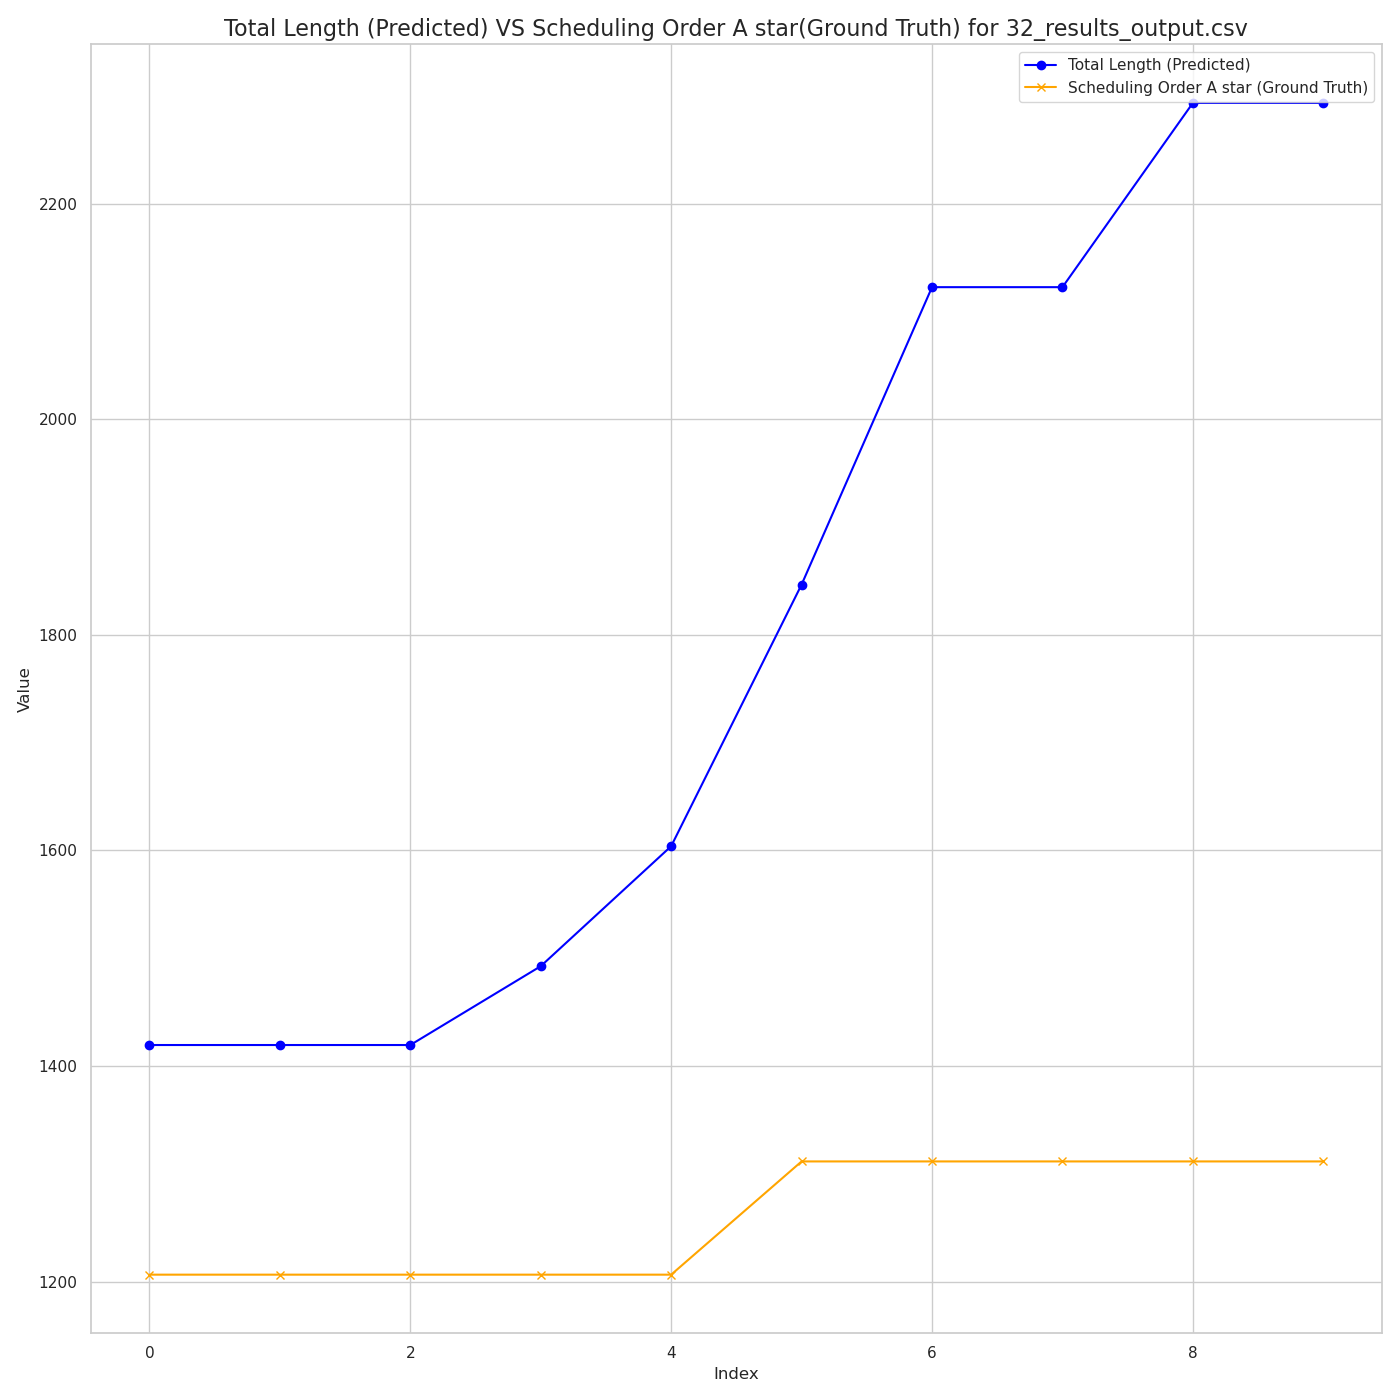 Total Length (Predicted) VS Scheduling Order A star(Ground Truth) for 32_results_output.csv
Total Length (Predicted)
Scheduling Order A star (Ground Truth)
2200
2000
1800
1600
1400
1200
Value
0 2 4 6 8
Index